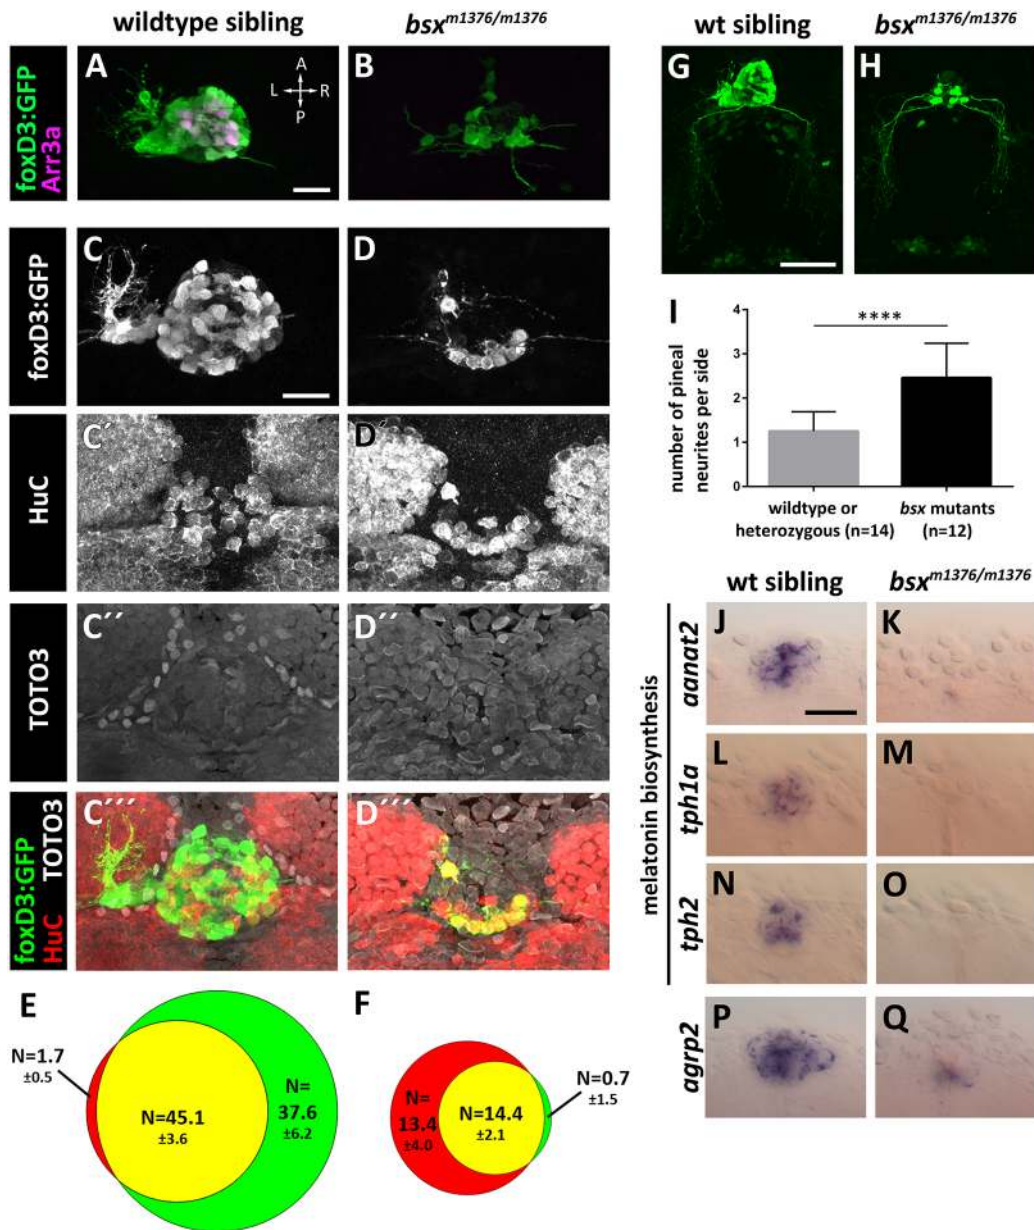 wildtype sibling
bsx m1376/m1376
foxD3:GFP
Arr3a
A
A
L R
P
B
foxD3:GFP
C
D
HuC
C´
D´
TOTO3
C´´
D´´
foxD3:GFP
HuC TOTO3
C´´´
D´´´
E
N=1.7
±0.5
N=45.1
±3.6
N=
37.6
±6.2
F
N=
13.4
±4.0
N=14.4
±2.1
N=0.7
±1.5
wt sibling
bsx m1376/m1376
G
H
I
number of pineal
neurites per side
4
3
2
1
0
****
wildtype or
heterozygous (n=14)
bsx mutants
(n=12)
wt sibling
bsx m1376/m1376
melatonin biosynthesis
aanat2
J
K
tph1a
L
M
tph2
N
O
agrp2
P
Q